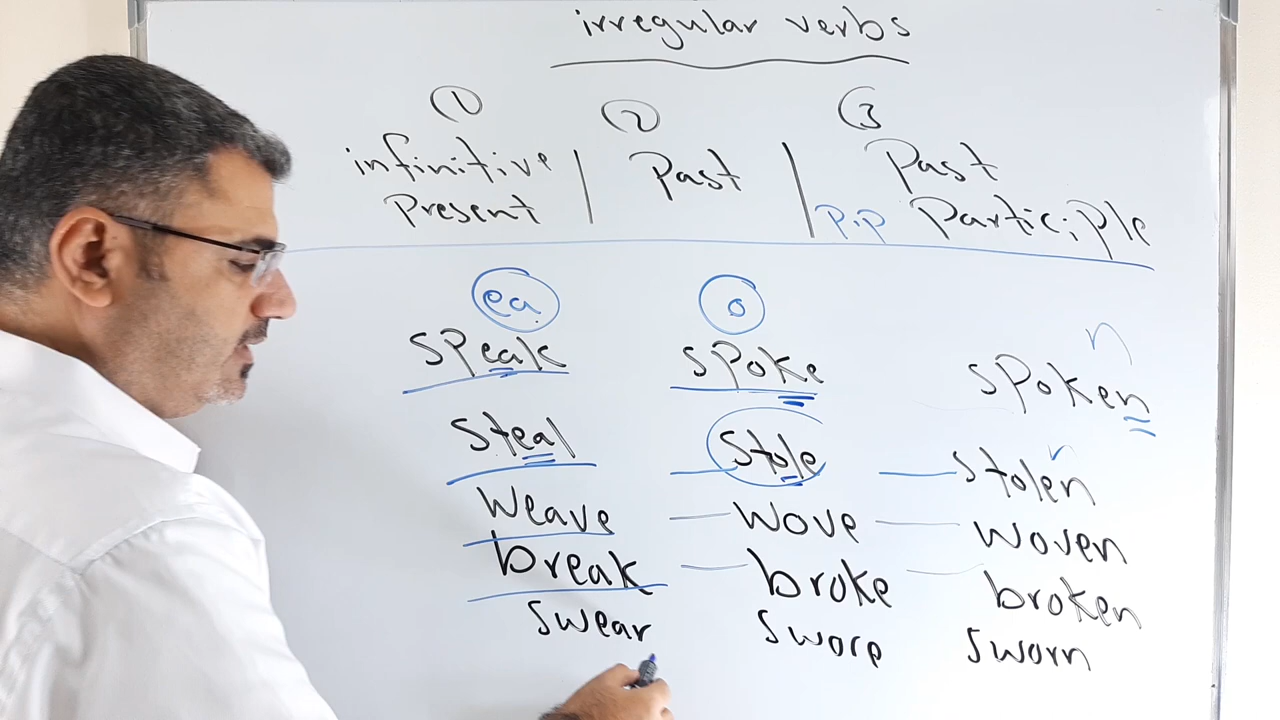 irregular verbs
① ② ③
infinitive | Past | Past
Present P.P Participle
ea o n
speak spoke spoken
steal stole stolen
weave wove woven
break broke broken
swear swore sworn